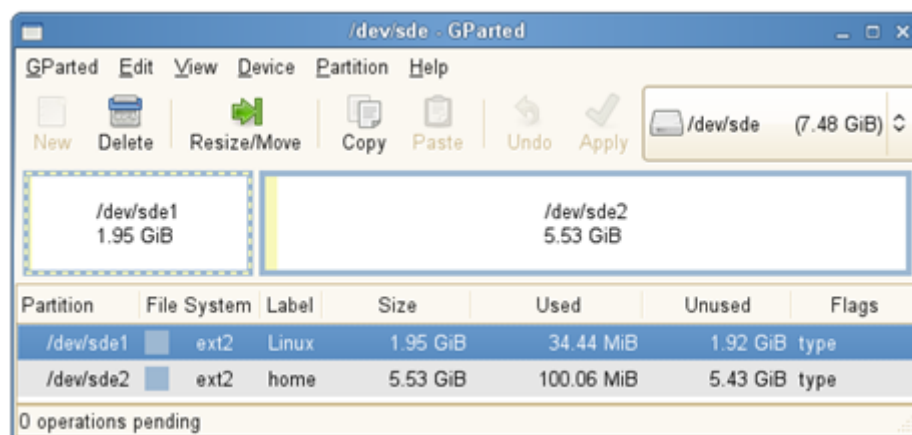 /dev/sde - GParted
GParted Edit View Device Partition Help
New Delete Resize/Move Copy Paste Undo Apply /dev/sde (7.48 GiB)
/dev/sde1
1.95 GiB
/dev/sde2
5.53 GiB
Partition File System Label Size Used Unused Flags
/dev/sde1 ext2 Linux 1.95 GiB 34.44 MiB 1.92 GiB type
/dev/sde2 ext2 home 5.53 GiB 100.06 MiB 5.43 GiB type
0 operations pending